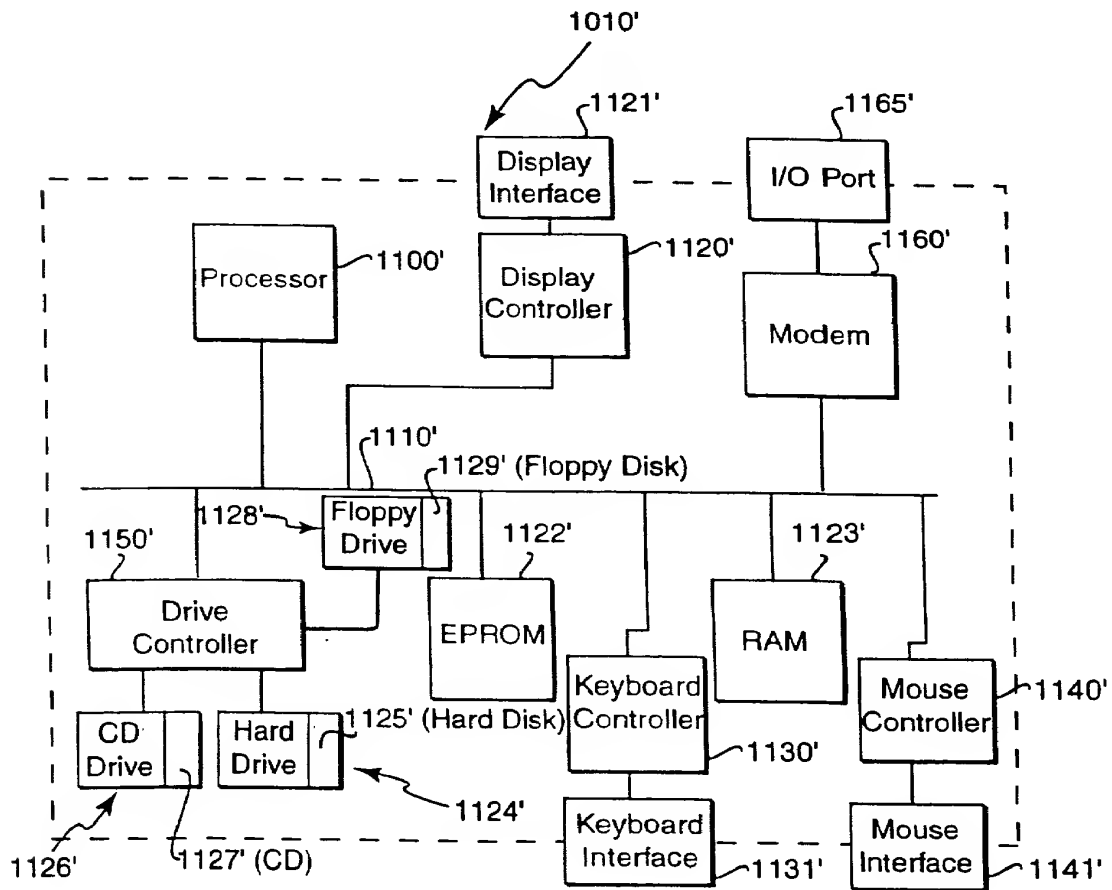 1010'
1121'
1165'
Display
Interface
I/O Port
1120'
1160'
Processor
1100'
Display
Controller
Modem
1110'
1129' (Floppy Disk)
1128'
Floppy
Drive
1150'
1122'
1123'
Drive
Controller
EPROM
RAM
Keyboard
Controller
Mouse
Controller
1140'
CD
Drive
Hard
Drive
1125' (Hard Disk)
1130'
1124'
1126'
1127' (CD)
Keyboard
Interface
1131'
Mouse
Interface
1141'